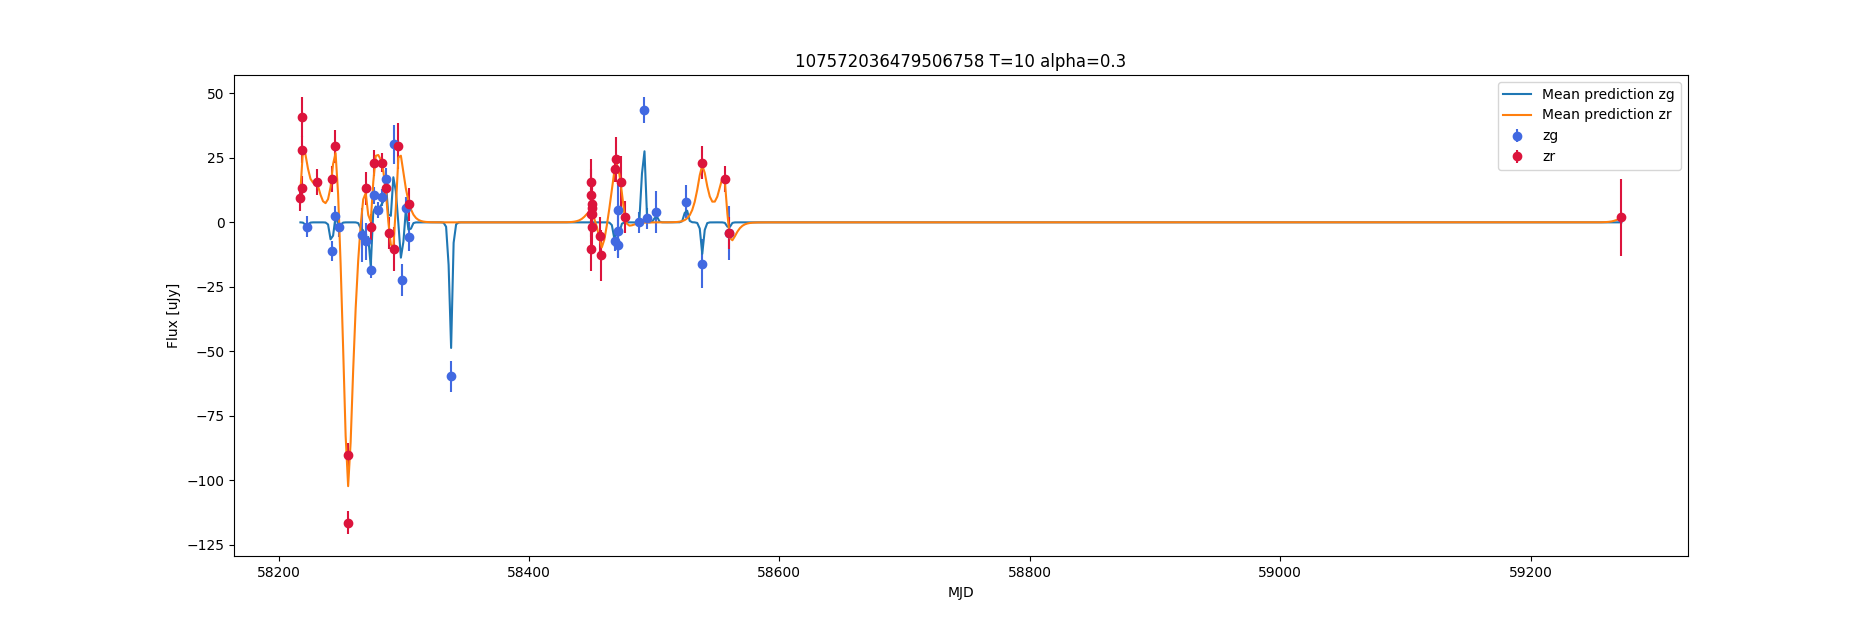 107572036479506758 T=10 alpha=0.3
Flux [uJy]
50
25
0
−25
−50
−75
−100
−125
Mean prediction zg
Mean prediction zr
zg
zr
58200
58400
58600
58800
59000
59200
MJD